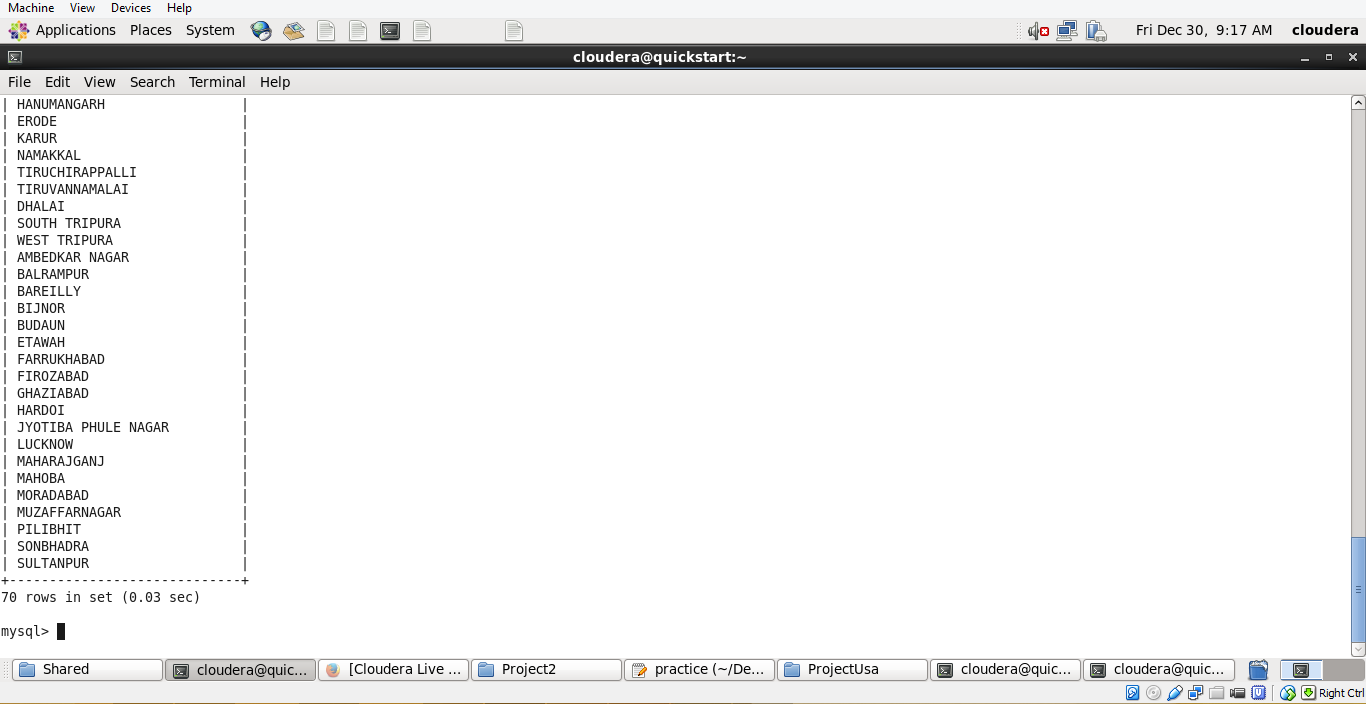 Machine View Devices Help
Applications Places System Fri Dec 30, 9:17 AM cloudera
cloudera@quickstart:~
File Edit View Search Terminal Help
| HANUMANGARH |
| ERODE |
| KARUR |
| NAMAKKAL |
| TIRUCHIRAPPALLI |
| TIRUVANNAMALAI |
| DHALAI |
| SOUTH TRIPURA |
| WEST TRIPURA |
| AMBEDKAR NAGAR |
| BALRAMPUR |
| BAREILLY |
| BIJNOR |
| BUDAUN |
| ETAWAH |
| FARRUKHABAD |
| FIROZABAD |
| GHAZIABAD |
| HARDOI |
| JYOTIBA PHULE NAGAR |
| LUCKNOW |
| MAHARAJGANJ |
| MAHOBA |
| MORADABAD |
| MUZAFFARNAGAR |
| PILIBHIT |
| SONBHADRA |
| SULTANPUR |
+-----------------------------+
70 rows in set (0.03 sec)
mysql>
Shared cloudera@quic... [Cloudera Live ... Project2 practice (~/De... ProjectUsa cloudera@quic... cloudera@quic...
Right Ctrl